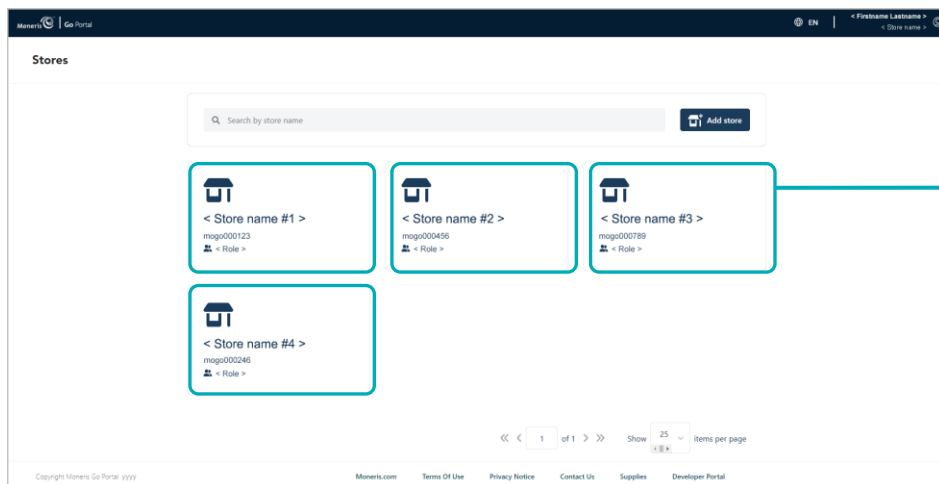 Moneris Go Portal
EN
< Firstname Lastname >
< Store name >
Stores
Search by store name
Add store
< Store name #1 >
mogo000123
< Role >
< Store name #2 >
mogo000456
< Role >
< Store name #3 >
mogo000789
< Role >
< Store name #4 >
mogo000246
< Role >
1 of 1 Show 25 items per page
Copyright Moneris Go Portal yyyy Moneris.com Terms Of Use Privacy Notice Contact Us Supplies Developer Portal